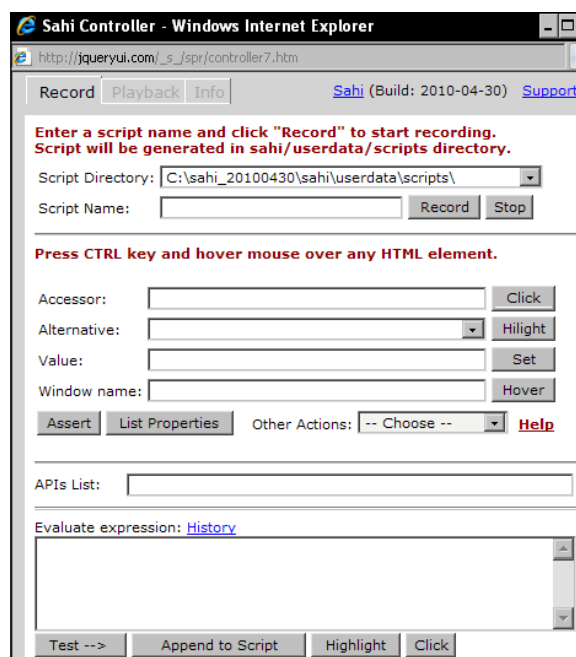 Sahi Controller - Windows Internet Explorer
http://jqueryui.com/_s_/spr/controller7.htm
Record Playback Info Sahi (Build: 2010-04-30) Support
Enter a script name and click "Record" to start recording.
Script will be generated in sahi/userdata/scripts directory.
Script Directory: C:\sahi_20100430\sahi\userdata\scripts\
Script Name: Record Stop
Press CTRL key and hover mouse over any HTML element.
Accessor: Click
Alternative: Hilight
Value: Set
Window name: Hover
Assert List Properties Other Actions: -- Choose -- Help
APIs List:
Evaluate expression: History
Test --> Append to Script Highlight Click